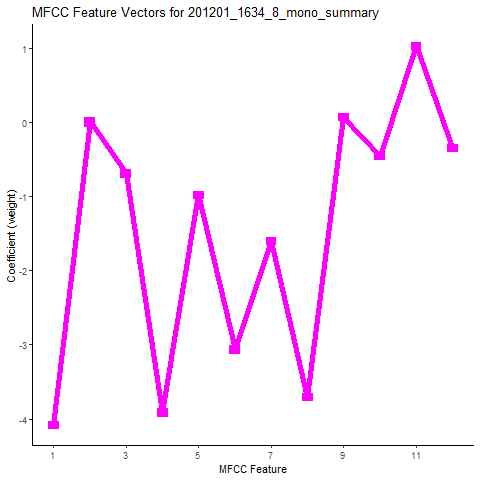 MFCC Feature Vectors for 201201_1634_8_mono_summary
Coefficient (weight)
1
0
-1
-2
-3
-4
1 3 5 7 9 11
MFCC Feature